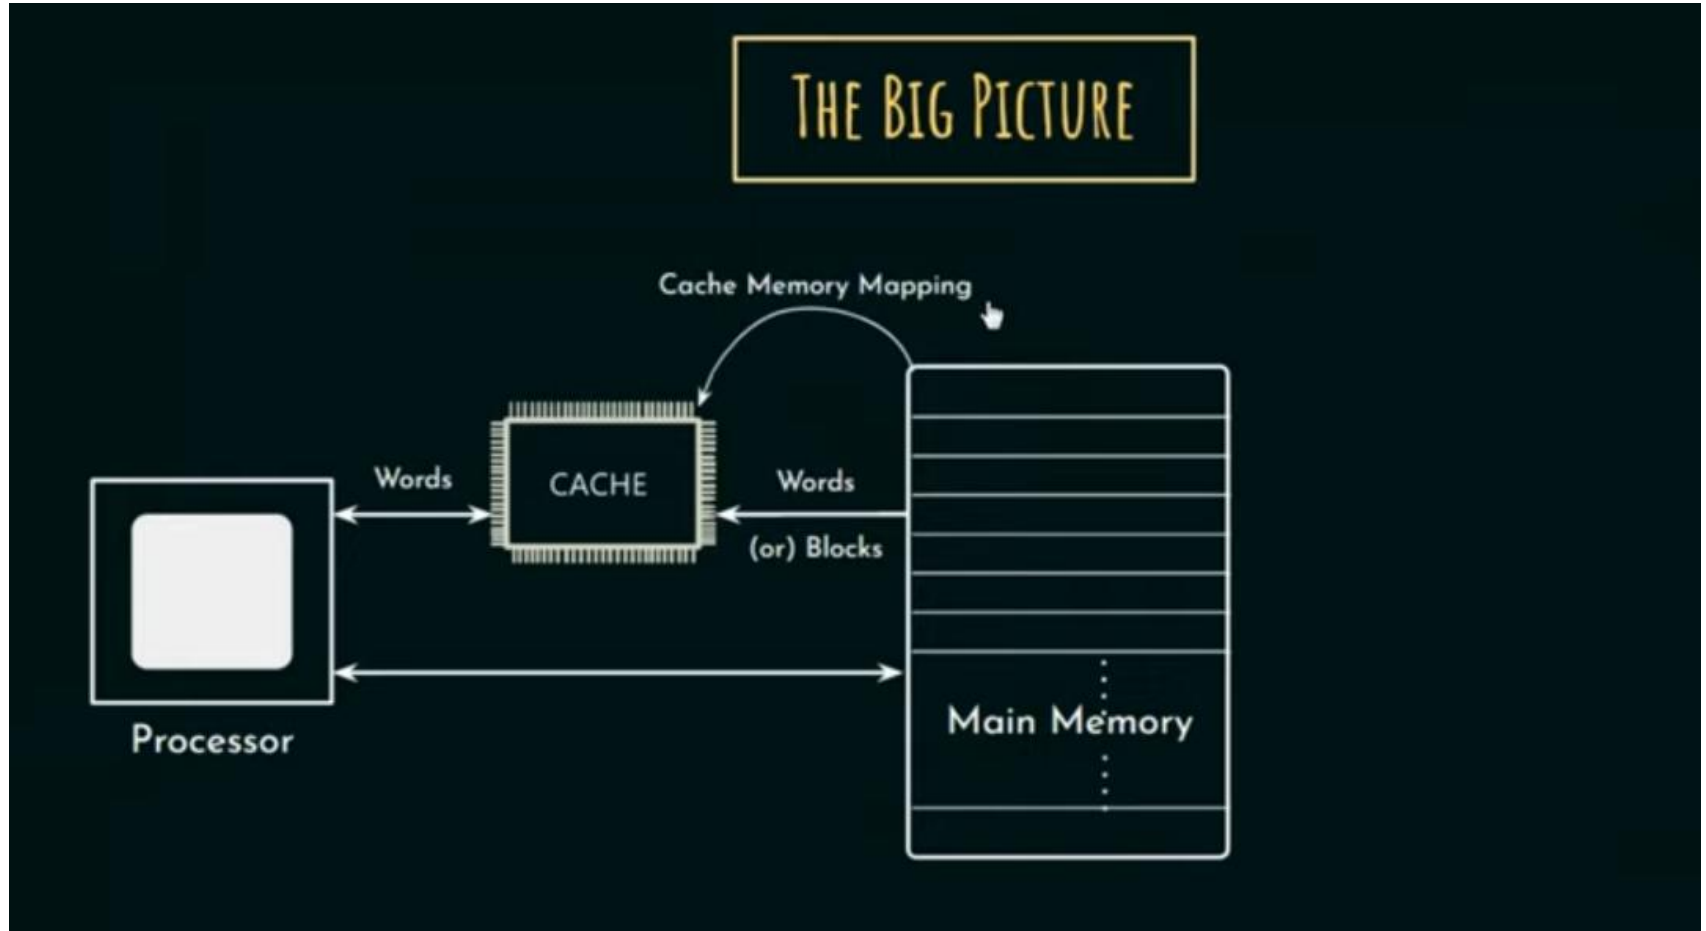 THE BIG PICTURE
Cache Memory Mapping
Words
CACHE
Words
(or) Blocks
Processor
Main Memory